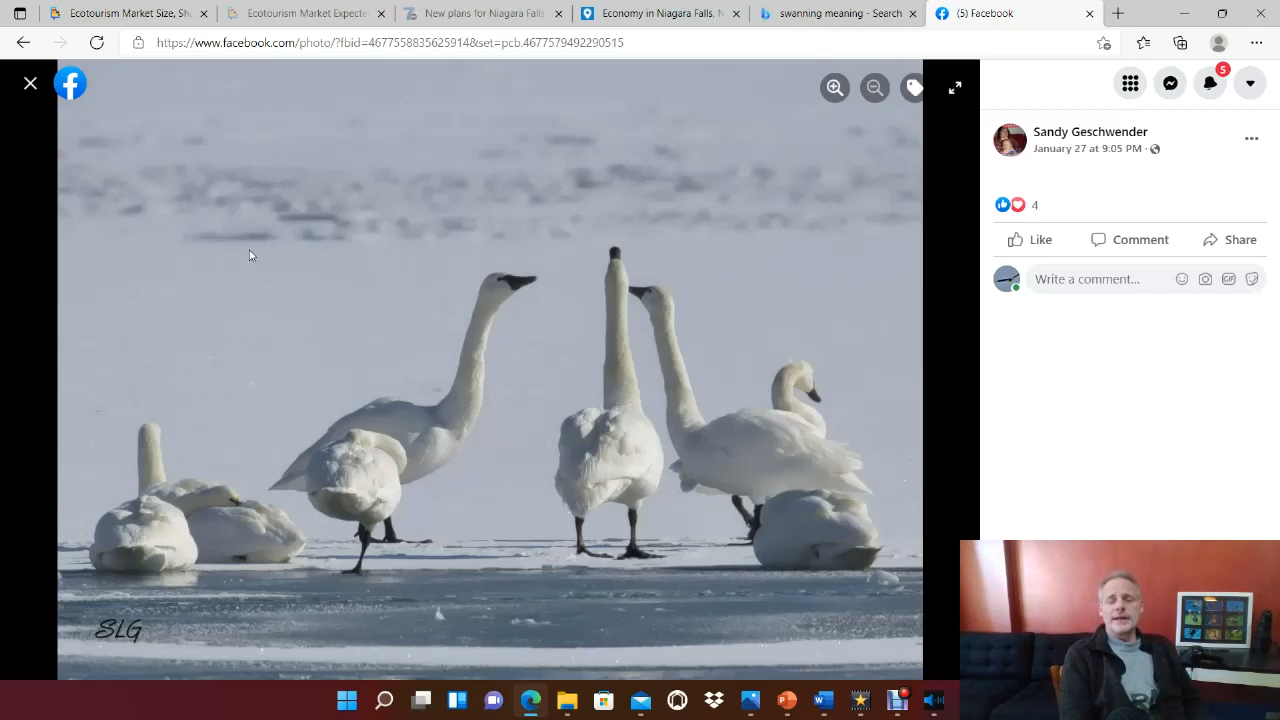 Ecotourism Market Size, Sh
Ecotourism Market Expecte
New plans for Niagara Falls
Economy in Niagara Falls, N
swanning meaning - Search
(5) Facebook
https://www.facebook.com/photo/?fbid=4677558835625914&set=pcb.4677579492290515
5
Sandy Geschwender
January 27 at 9:05 PM ·
4
Like
Comment
Share
Write a comment...
GIF
SLG